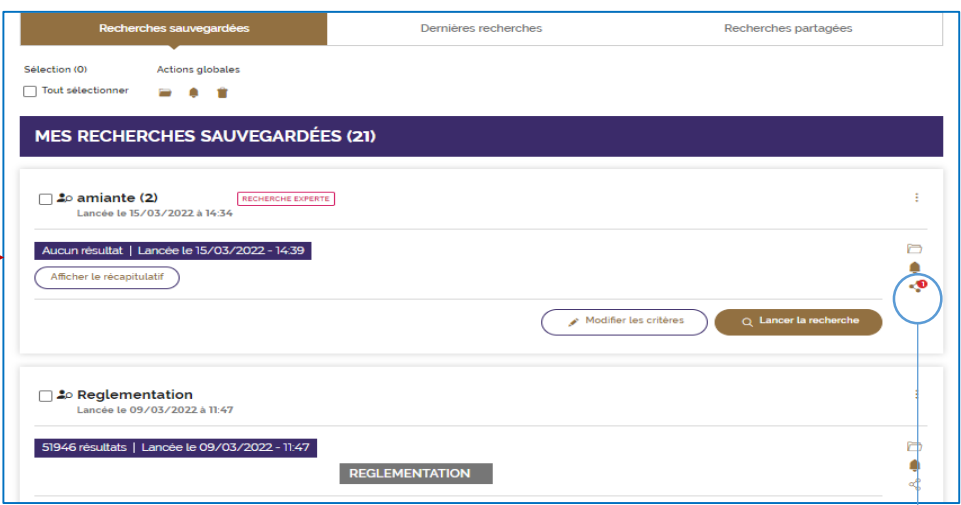 Recherches sauvegardées Dernières recherches Recherches partagées
Sélection (0) Actions globales
Tout sélectionner
MES RECHERCHES SAUVEGARDÉES (21)
amiante (2) RECHERCHE EXPERTE
Lancée le 15/03/2022 à 14:34
Aucun résultat | Lancée le 15/03/2022 - 14:39
Afficher le récapitulatif
1
Modifier les critères Lancer la recherche
Reglementation
Lancée le 09/03/2022 à 11:47
51946 résultats | Lancée le 09/03/2022 - 11:47
REGLEMENTATION